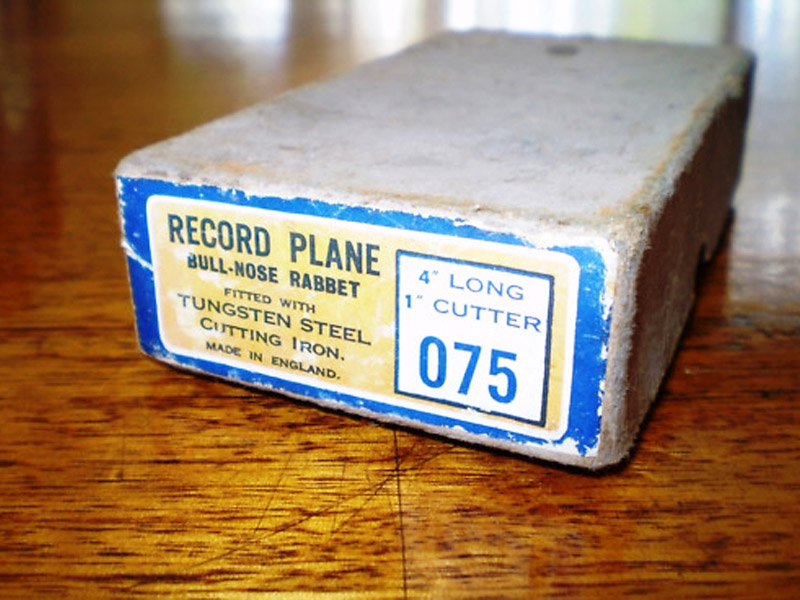 RECORD PLANE
BULL-NOSE RABBET
FITTED WITH
TUNGSTEN STEEL
CUTTING IRON.
MADE IN ENGLAND.
4" LONG
1" CUTTER
075